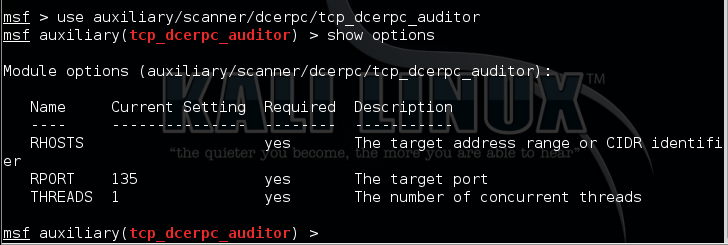 msf > use auxiliary/scanner/dcerpc/tcp_dcerpc_auditor
msf auxiliary(tcp_dcerpc_auditor) > show options
Module options (auxiliary/scanner/dcerpc/tcp_dcerpc_auditor):
Name Current Setting Required Description
---- --------------- -------- -----------
RHOSTS yes The target address range or CIDR identifi
er
RPORT 135 yes The target port
THREADS 1 yes The number of concurrent threads
msf auxiliary(tcp_dcerpc_auditor) >
KALI LINUX™
"the quieter you become, the more you are able to hear"